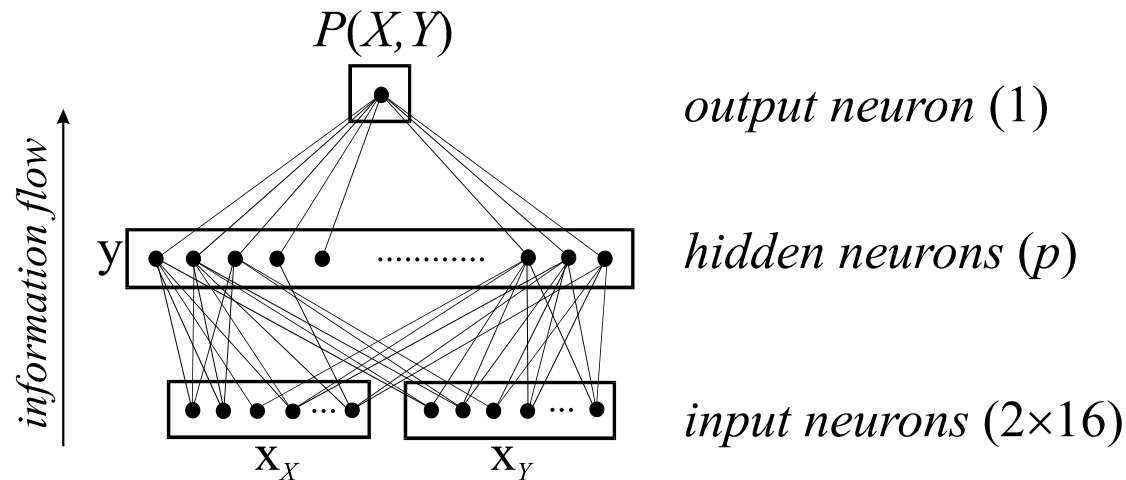 P(X,Y)
output neuron (1)
information flow
y
hidden neurons (p)
............
input neurons (2×16)
...
...
x_X
x_Y